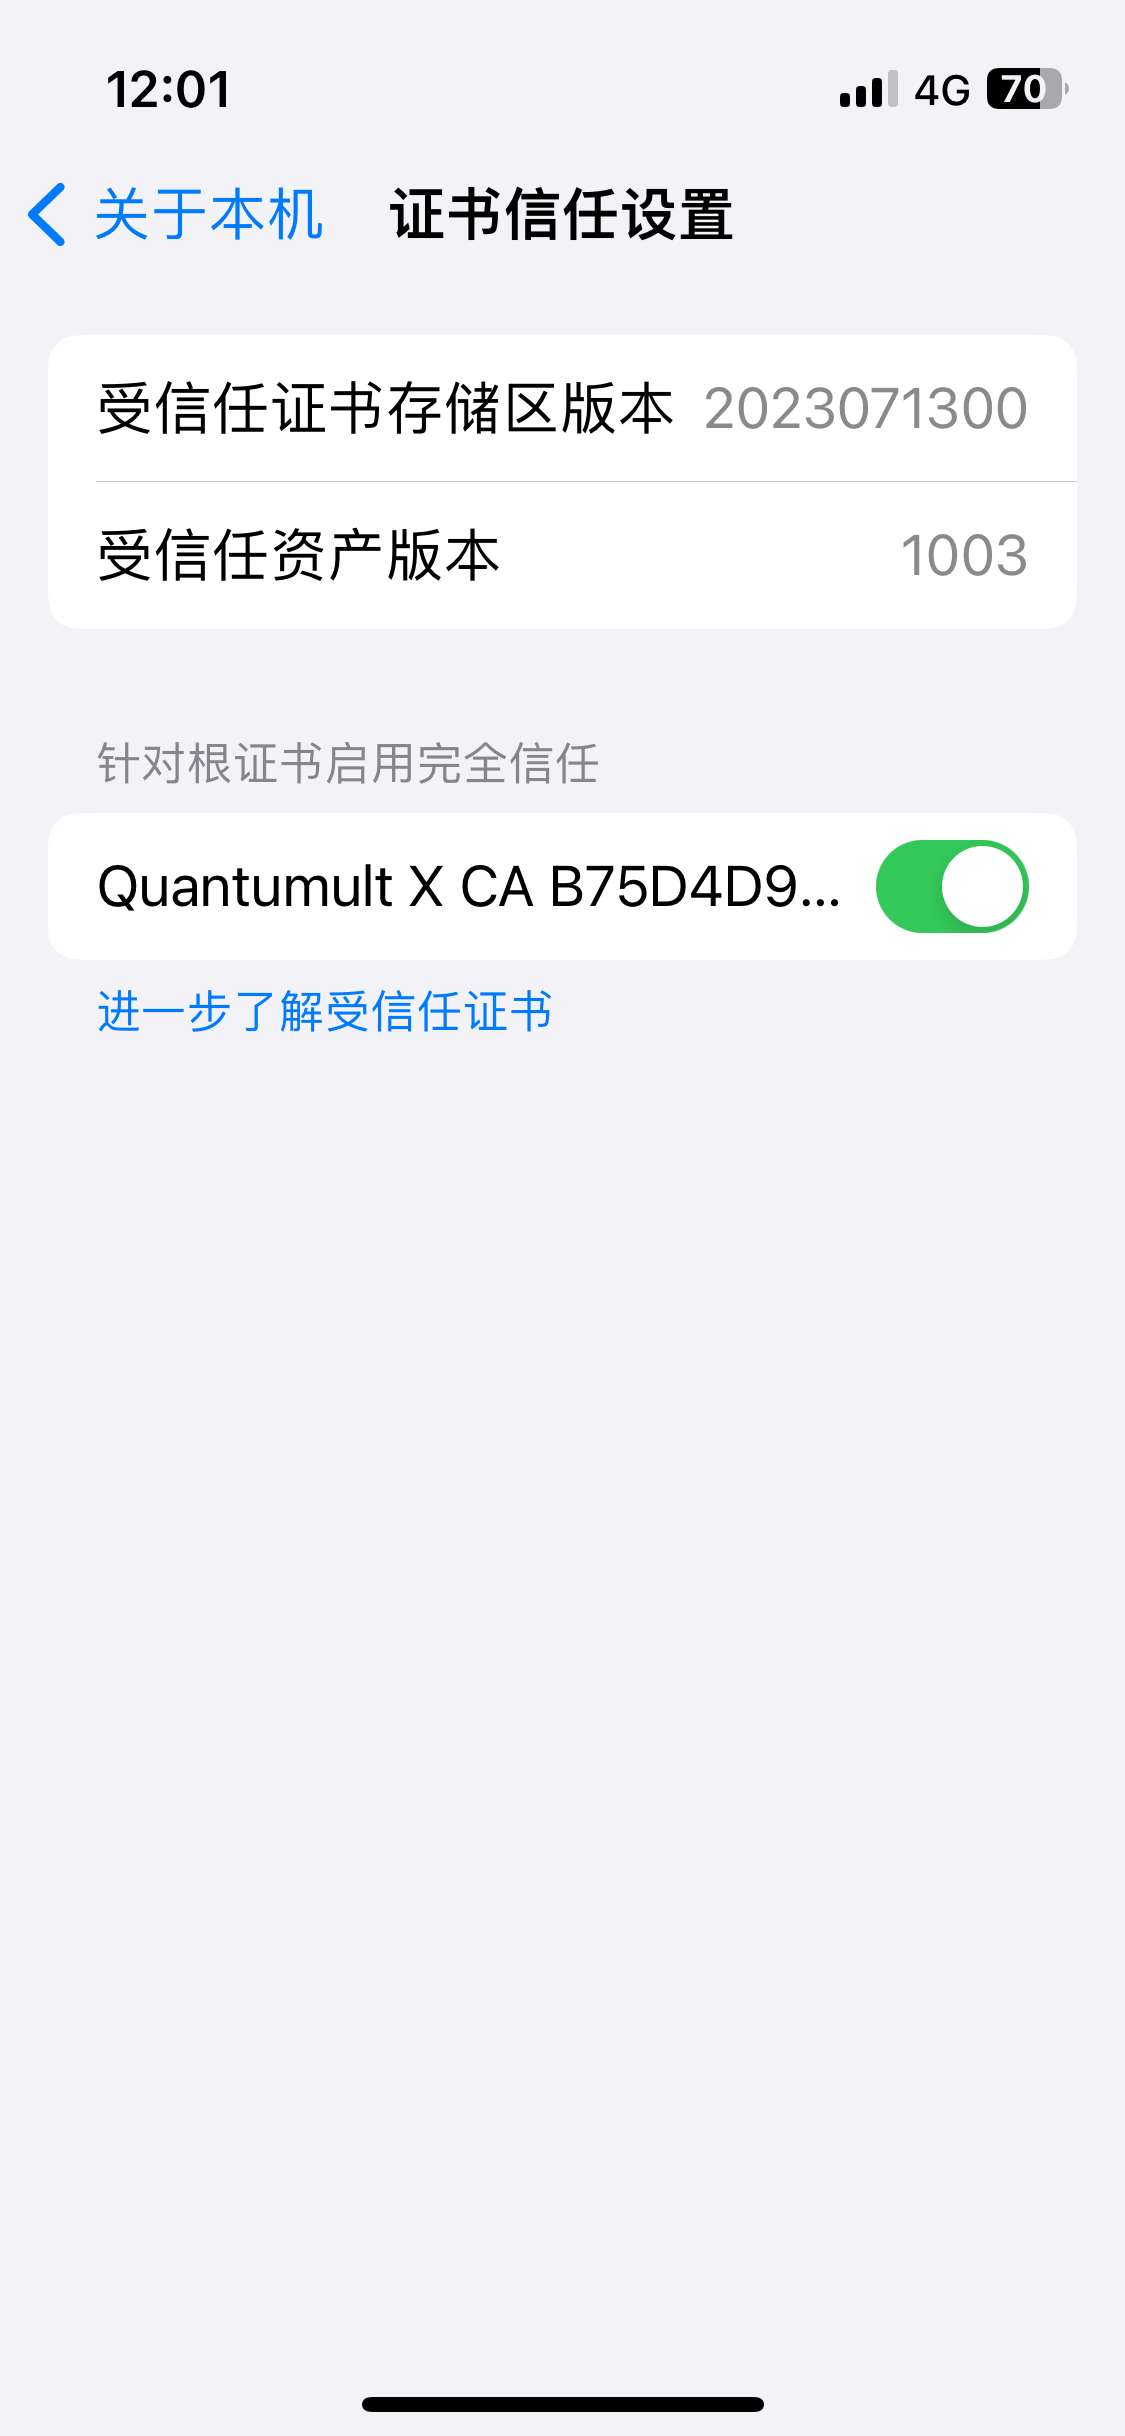 12:01 4G 70
关于本机 证书信任设置
受信任证书存储区版本 2023071300
受信任资产版本 1003
针对根证书启用完全信任
Quantumult X CA B75D4D9...
进一步了解受信任证书